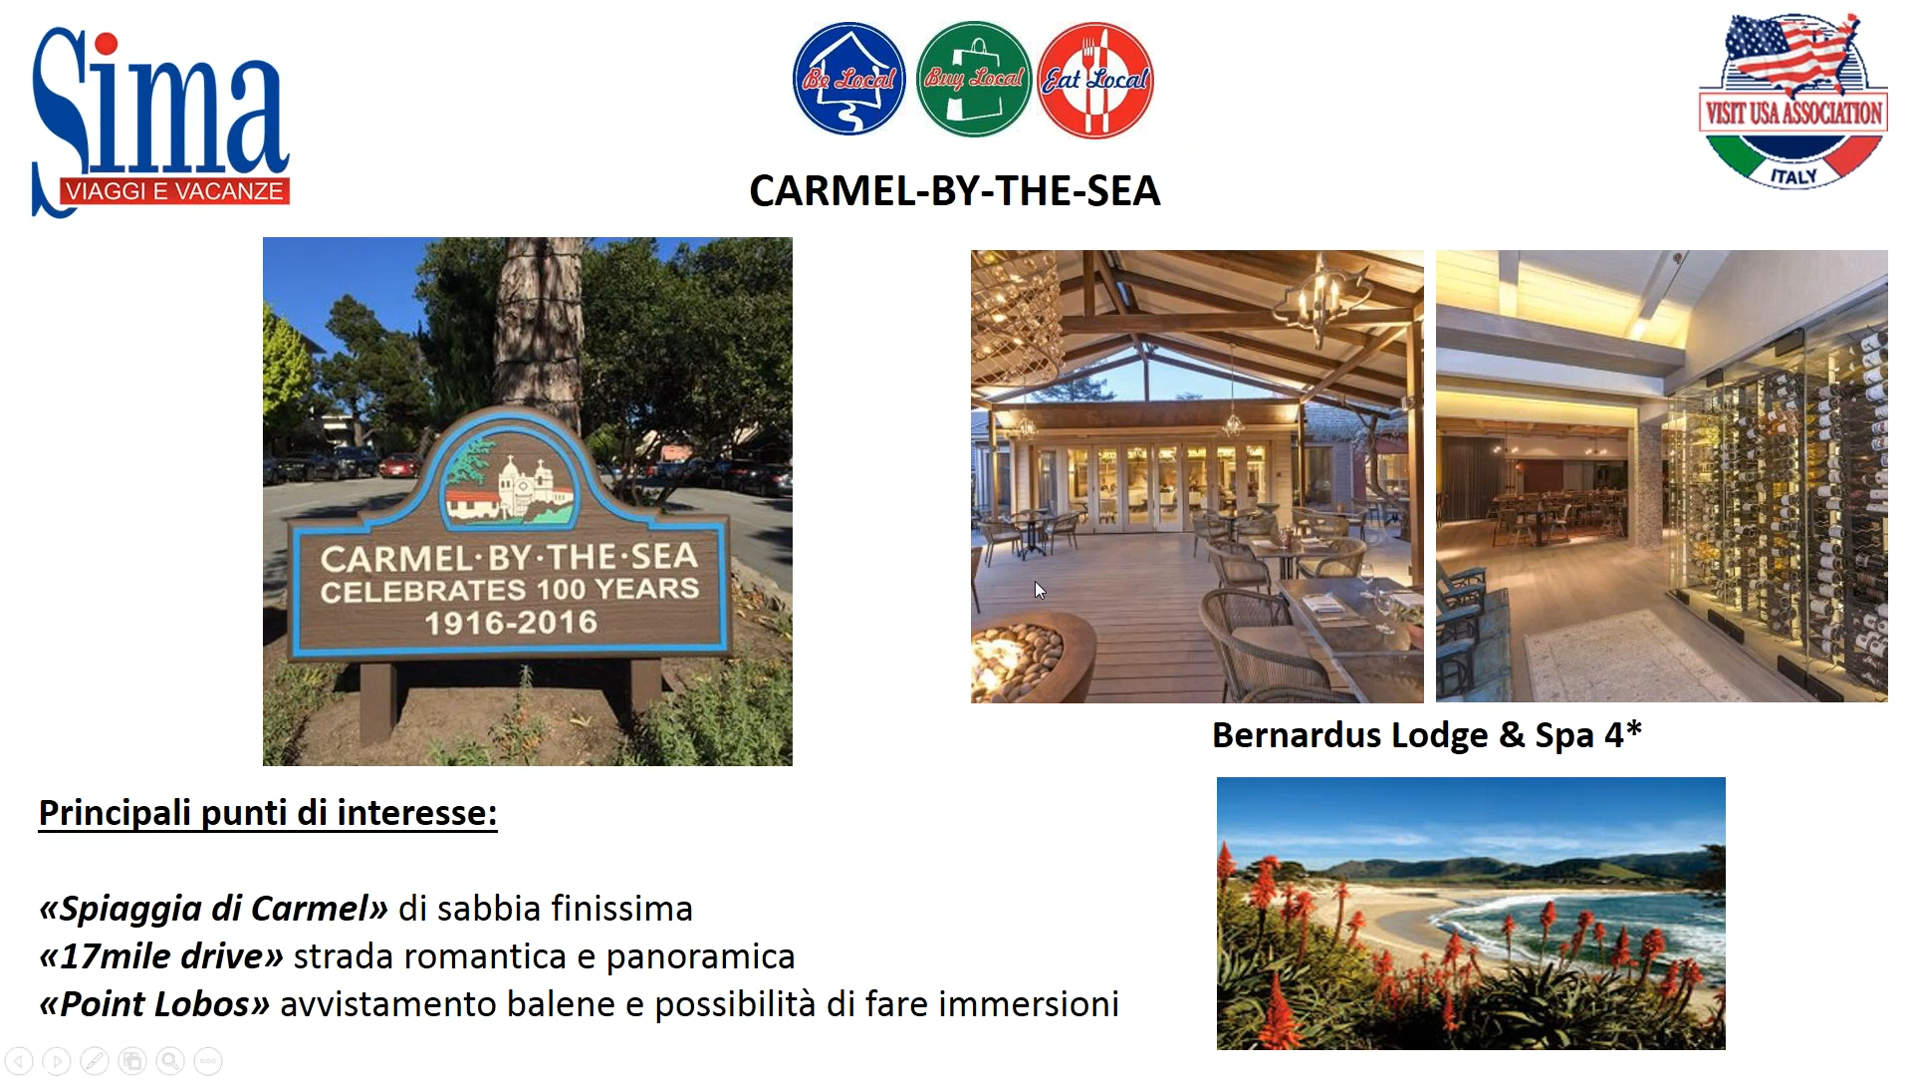 Sima
VIAGGI E VACANZE
Be Local
Buy Local
Eat Local
VISIT USA ASSOCIATION
ITALY
CARMEL-BY-THE-SEA
CARMEL·BY·THE·SEA
CELEBRATES 100 YEARS
1916-2016
Bernardus Lodge & Spa 4*
Principali punti di interesse:
«Spiaggia di Carmel» di sabbia finissima
«17mile drive» strada romantica e panoramica
«Point Lobos» avvistamento balene e possibilità di fare immersioni